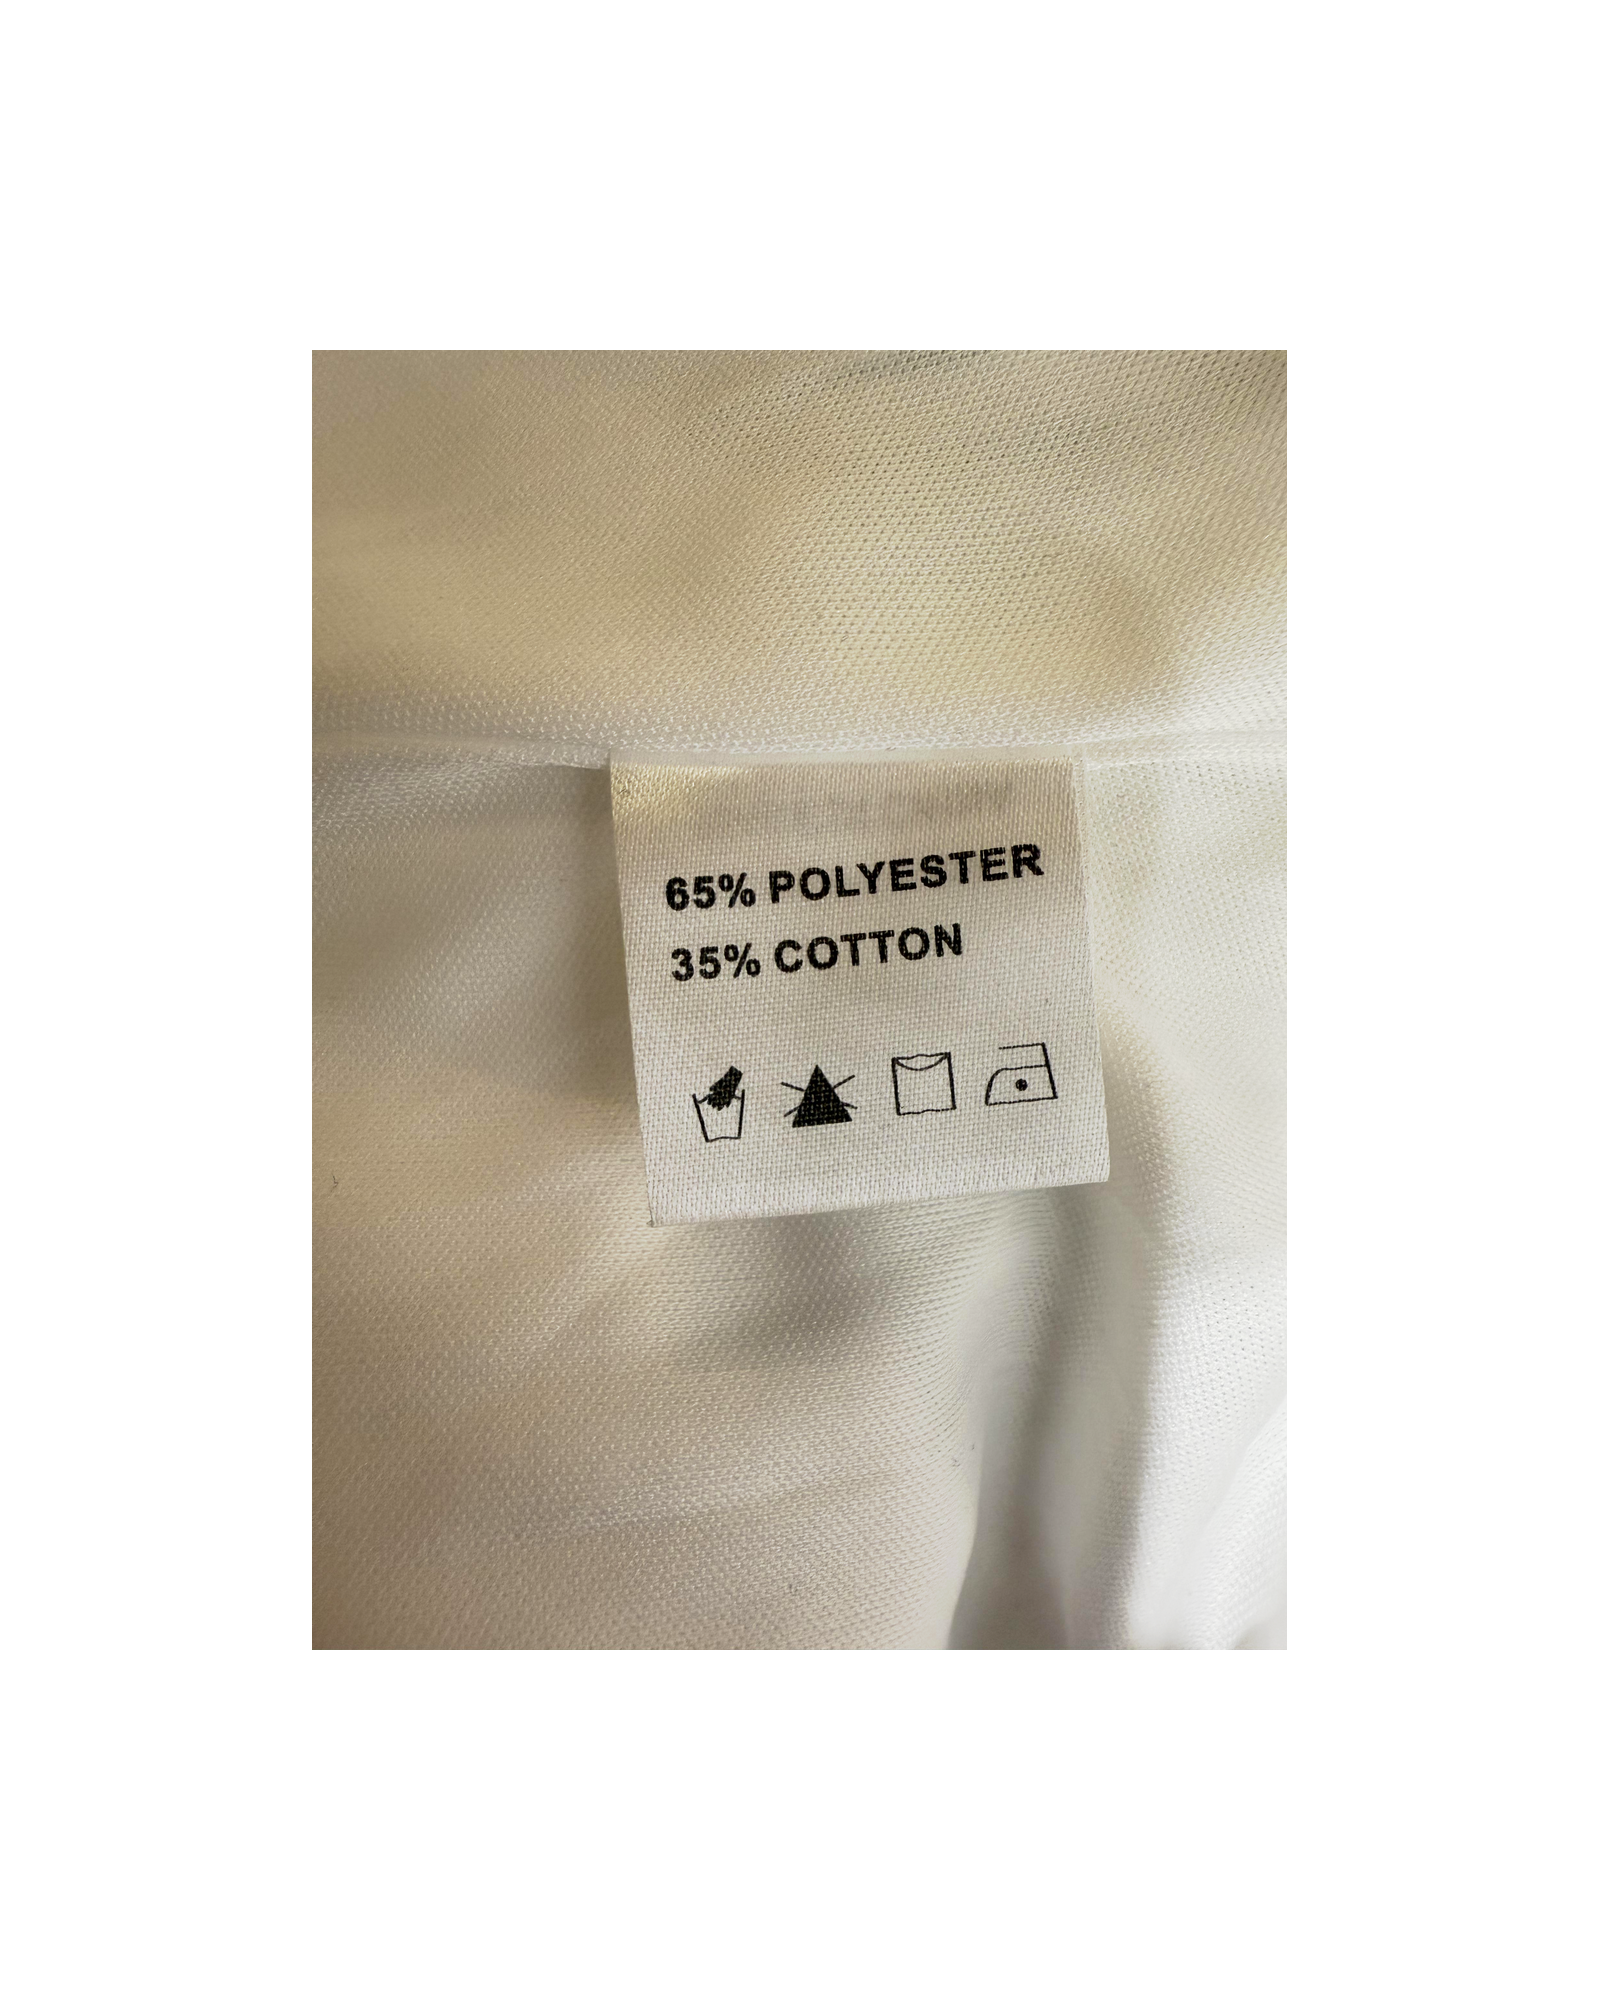 65% POLYESTER
35% COTTON